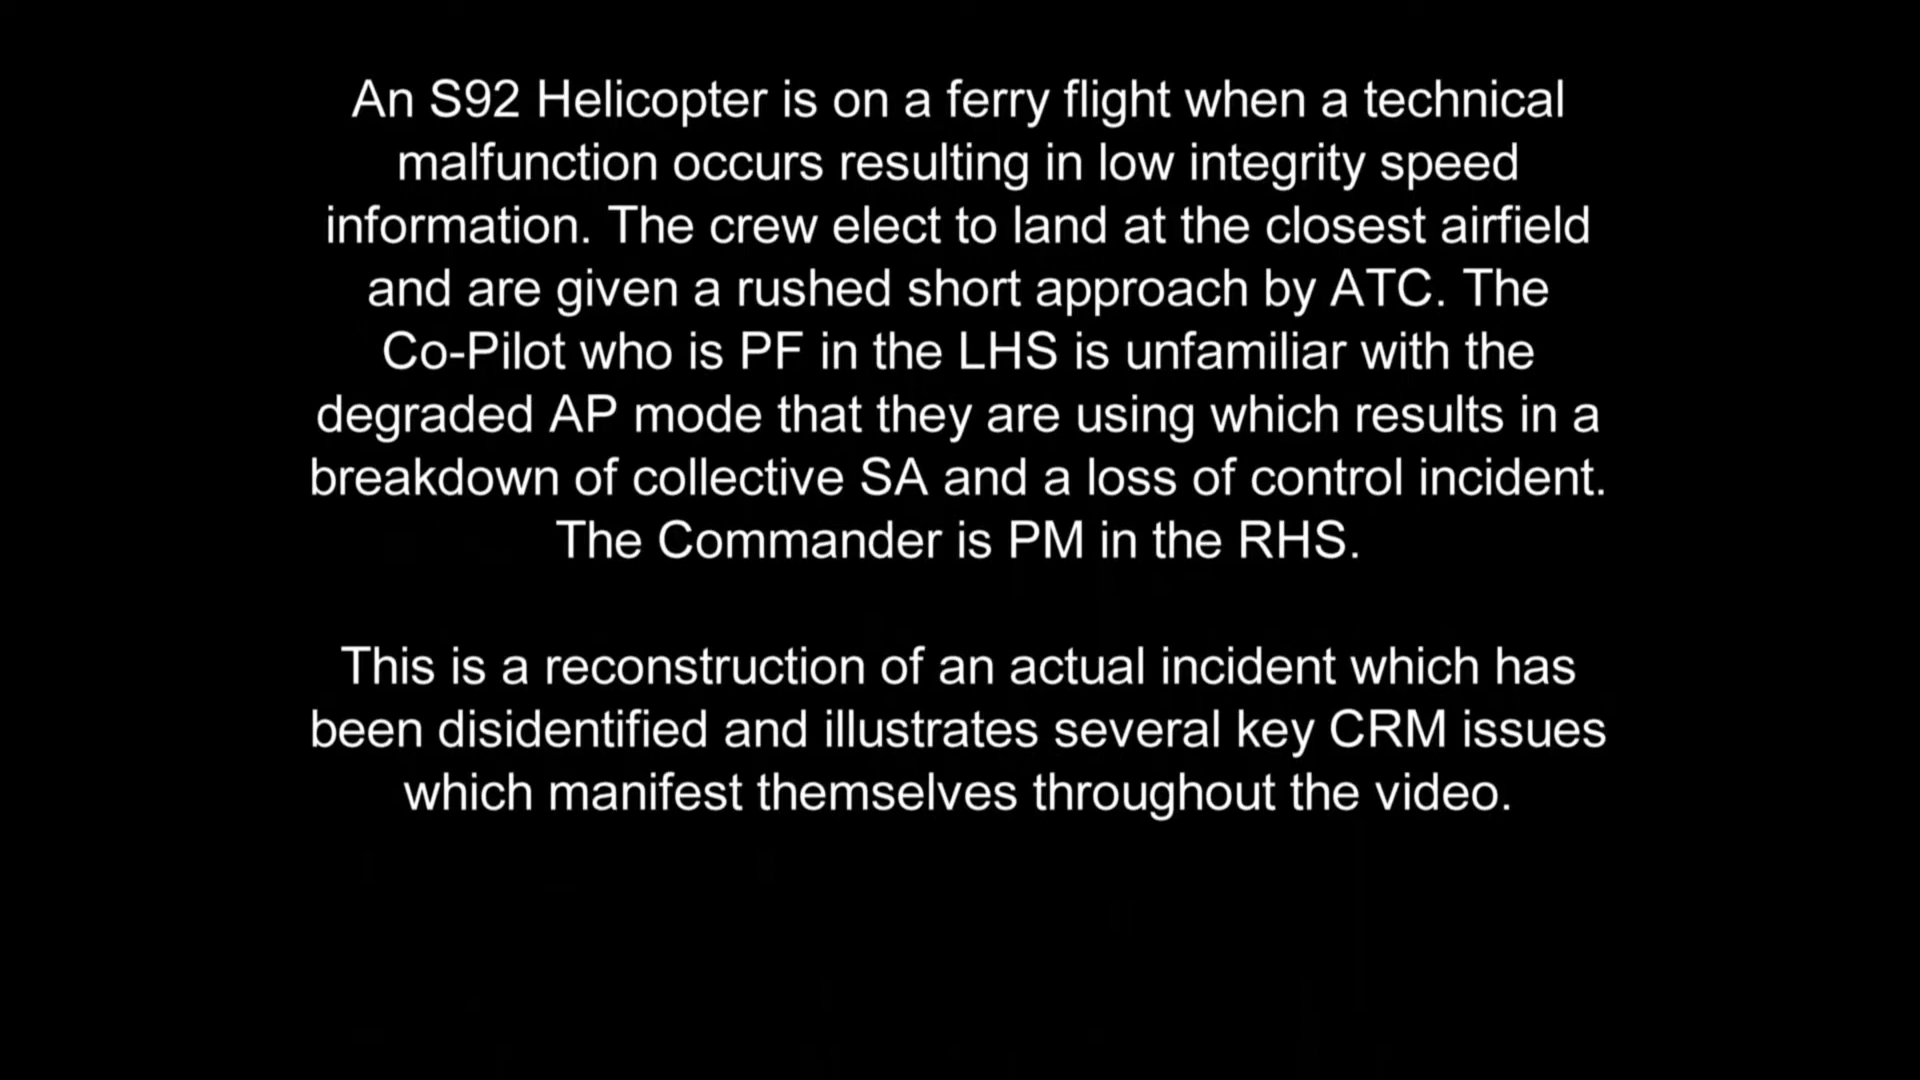 An S92 Helicopter is on a ferry flight when a technical
malfunction occurs resulting in low integrity speed
information. The crew elect to land at the closest airfield
and are given a rushed short approach by ATC. The
Co-Pilot who is PF in the LHS is unfamiliar with the
degraded AP mode that they are using which results in a
breakdown of collective SA and a loss of control incident.
The Commander is PM in the RHS.
This is a reconstruction of an actual incident which has
been disidentified and illustrates several key CRM issues
which manifest themselves throughout the video.